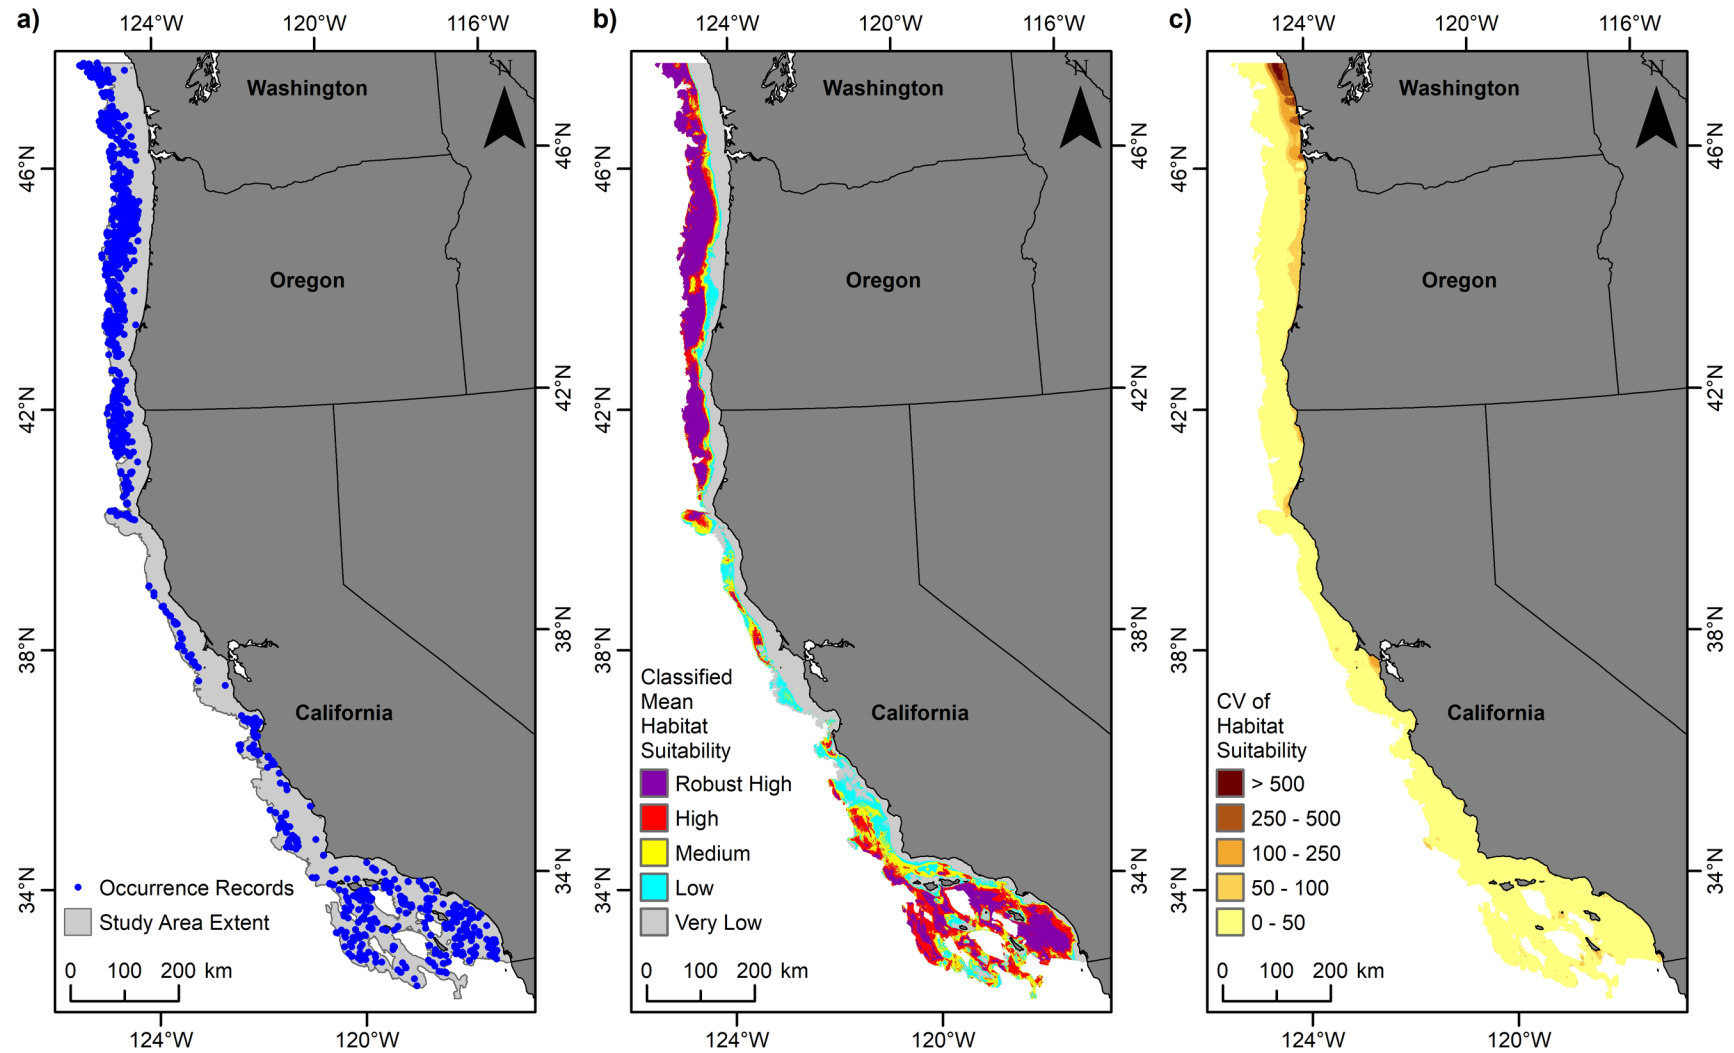 a)
124°W 120°W 116°W
N
Washington
46°N
46°N
Oregon
42°N
42°N
38°N
38°N
California
34°N
34°N
Occurrence Records
Study Area Extent
0 100 200 km
124°W 120°W
b)
124°W 120°W 116°W
N
Washington
46°N
46°N
Oregon
42°N
42°N
38°N
38°N
Classified
Mean
Habitat
Suitability
California
Robust High
High
Medium
Low
Very Low
34°N
34°N
0 100 200 km
124°W 120°W
c)
124°W 120°W 116°W
N
Washington
46°N
46°N
Oregon
42°N
42°N
38°N
38°N
CV of
Habitat
Suitability
California
> 500
250 - 500
100 - 250
50 - 100
0 - 50
34°N
34°N
0 100 200 km
124°W 120°W